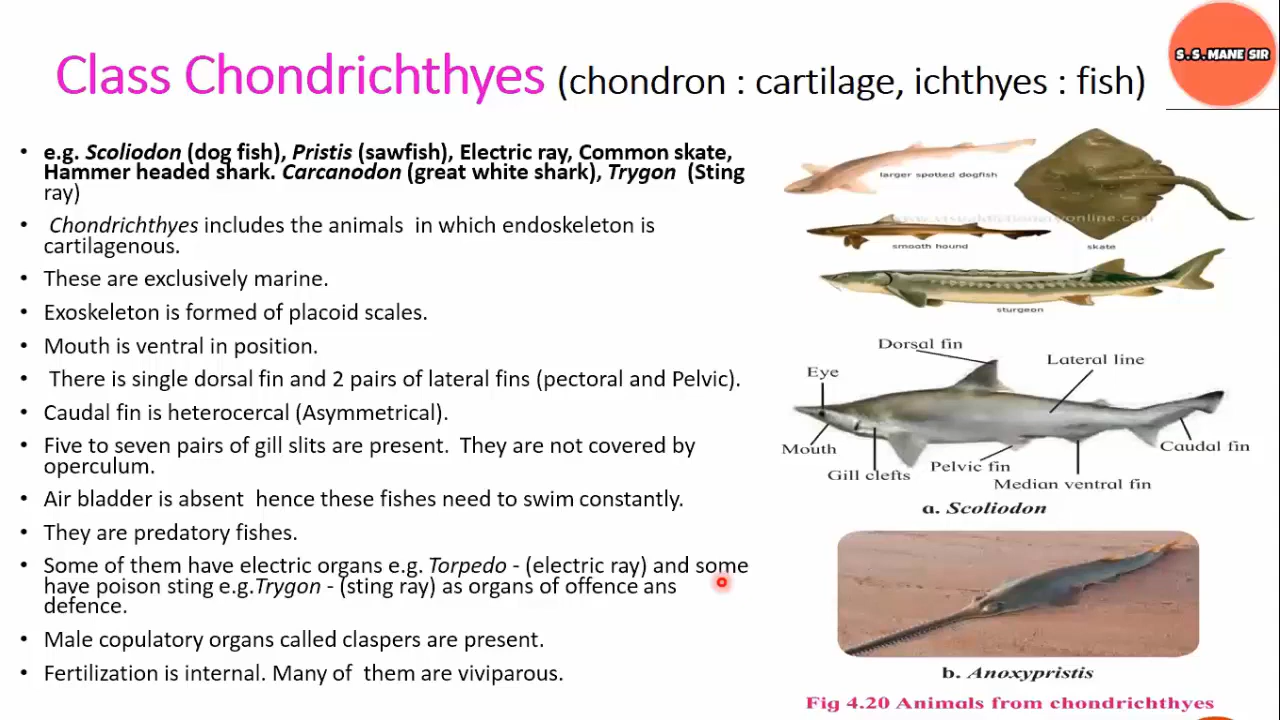 S.S.MANE SIR
Class Chondrichthyes (chondron : cartilage, ichthyes : fish)
• e.g. Scoliodon (dog fish), Pristis (sawfish), Electric ray, Common skate,
Hammer headed shark. Carcanodon (great white shark), Trygon (Sting
ray)
• Chondrichthyes includes the animals in which endoskeleton is
cartilagenous.
• These are exclusively marine.
• Exoskeleton is formed of placoid scales.
• Mouth is ventral in position.
• There is single dorsal fin and 2 pairs of lateral fins (pectoral and Pelvic).
• Caudal fin is heterocercal (Asymmetrical).
• Five to seven pairs of gill slits are present. They are not covered by
operculum.
• Air bladder is absent hence these fishes need to swim constantly.
• They are predatory fishes.
• Some of them have electric organs e.g. Torpedo - (electric ray) and some
have poison sting e.g.Trygon - (sting ray) as organs of offence ans
defence.
• Male copulatory organs called claspers are present.
• Fertilization is internal. Many of them are viviparous.
larger spotted dogfish
smooth hound
skate
sturgeon
Dorsal fin
Lateral line
Eye
Mouth
Gill clefts
Pelvic fin
Median ventral fin
Caudal fin
a. Scoliodon
b. Anoxypristis
Fig 4.20 Animals from chondrichthyes